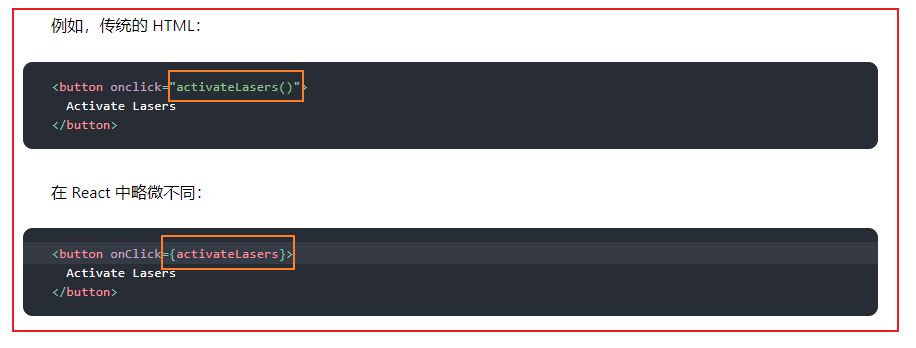 例如，传统的 HTML：
<button onclick="activateLasers()">
  Activate Lasers
</button>
在 React 中略微不同：
<button onClick={activateLasers}>
  Activate Lasers
</button>